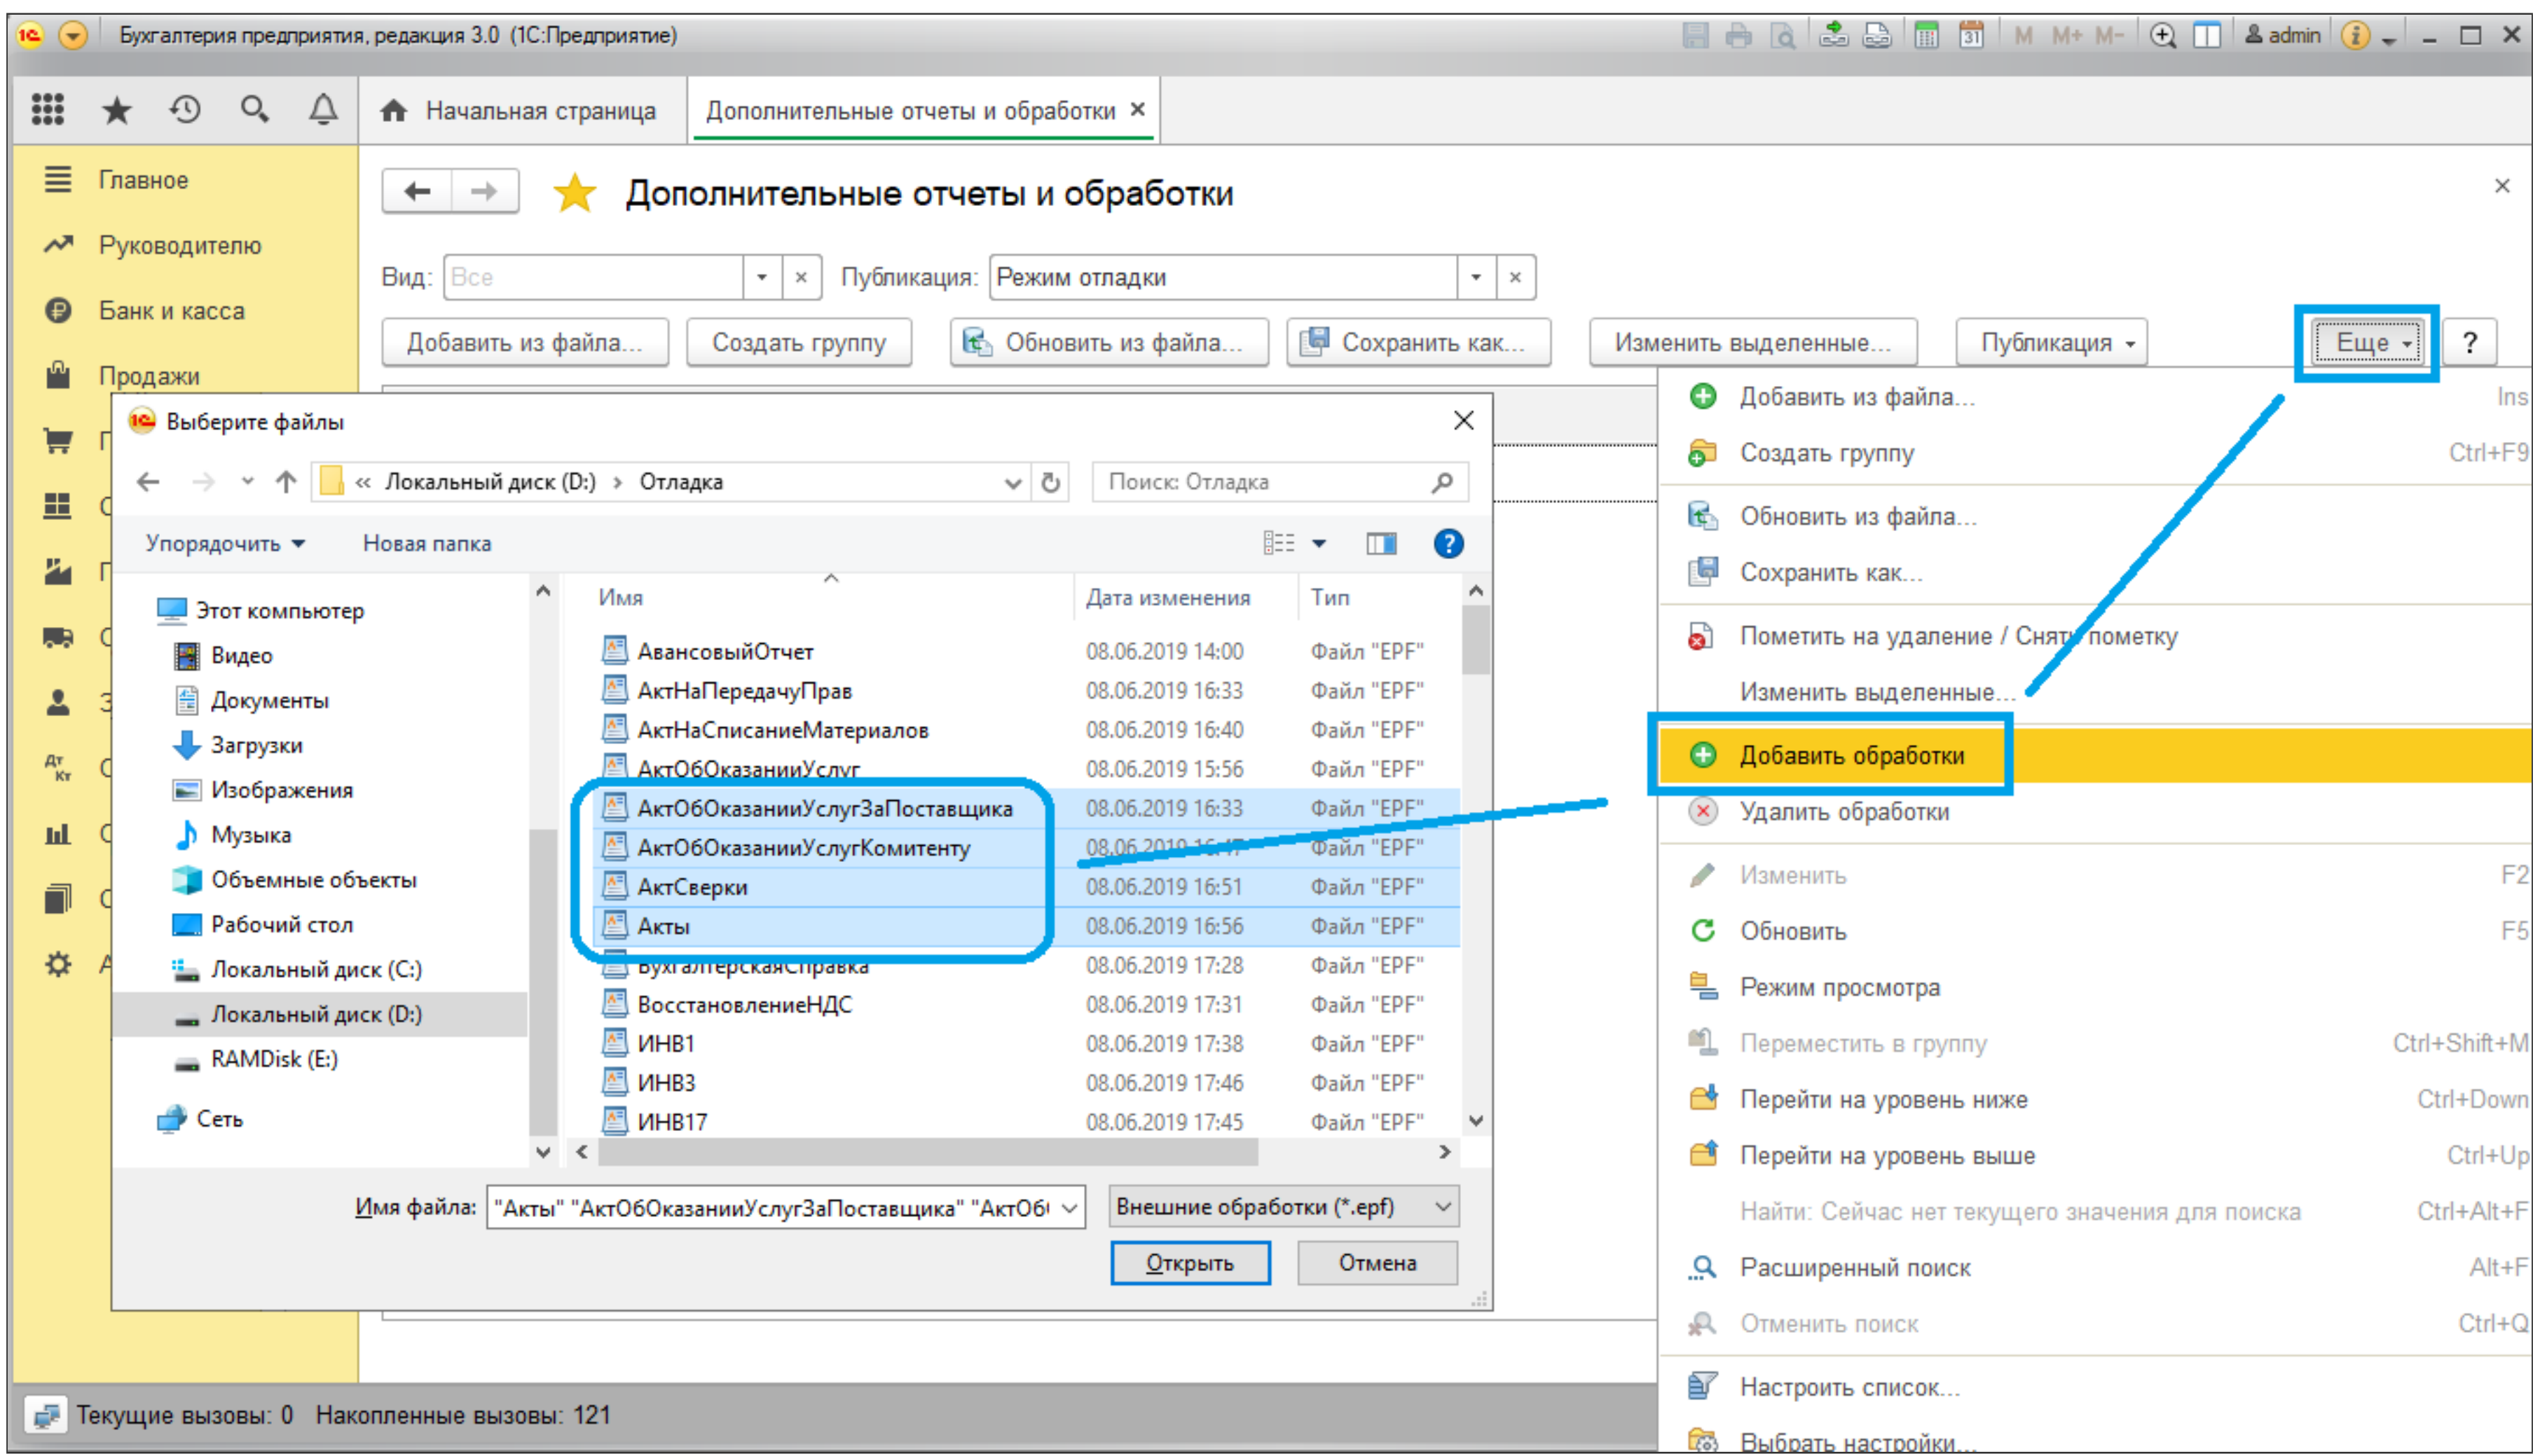 Бухгалтерия предприятия, редакция 3.0 (1С:Предприятие)
31 M M+ M- admin
Начальная страница
Дополнительные отчеты и обработки
Главное
Руководителю
Банк и касса
Продажи
Дт Кт
Дополнительные отчеты и обработки
Вид: Все Публикация: Режим отладки
Добавить из файла... Создать группу Обновить из файла... Сохранить как... Изменить выделенные... Публикация Еще ?
Выберите файлы
« Локальный диск (D:) › Отладка
Поиск: Отладка
Упорядочить Новая папка
Этот компьютер
Видео
Документы
Загрузки
Изображения
Музыка
Объемные объекты
Рабочий стол
Локальный диск (C:)
Локальный диск (D:)
RAMDisk (E:)
Сеть
Имя Дата изменения Тип
АвансовыйОтчет 08.06.2019 14:00 Файл "EPF"
АктНаПередачуПрав 08.06.2019 16:33 Файл "EPF"
АктНаСписаниеМатериалов 08.06.2019 16:40 Файл "EPF"
АктОбОказанииУслуг 08.06.2019 15:56 Файл "EPF"
АктОбОказанииУслугЗаПоставщика 08.06.2019 16:33 Файл "EPF"
АктОбОказанииУслугКомитенту 08.06.2019 16:47 Файл "EPF"
АктСверки 08.06.2019 16:51 Файл "EPF"
Акты 08.06.2019 16:56 Файл "EPF"
БухгалтерскаяСправка 08.06.2019 17:28 Файл "EPF"
ВосстановлениеНДС 08.06.2019 17:31 Файл "EPF"
ИНВ1 08.06.2019 17:38 Файл "EPF"
ИНВ3 08.06.2019 17:46 Файл "EPF"
ИНВ17 08.06.2019 17:45 Файл "EPF"
Имя файла: "Акты" "АктОбОказанииУслугЗаПоставщика" "АктОб
Внешние обработки (*.epf)
Открыть Отмена
Добавить из файла... Ins
Создать группу Ctrl+F9
Обновить из файла...
Сохранить как...
Пометить на удаление / Снять пометку
Изменить выделенные...
Добавить обработки
Удалить обработки
Изменить F2
Обновить F5
Режим просмотра
Переместить в группу Ctrl+Shift+M
Перейти на уровень ниже Ctrl+Down
Перейти на уровень выше Ctrl+Up
Найти: Сейчас нет текущего значения для поиска Ctrl+Alt+F
Расширенный поиск Alt+F
Отменить поиск Ctrl+Q
Настроить список...
Выбрать настройки...
Текущие вызовы: 0 Накопленные вызовы: 121